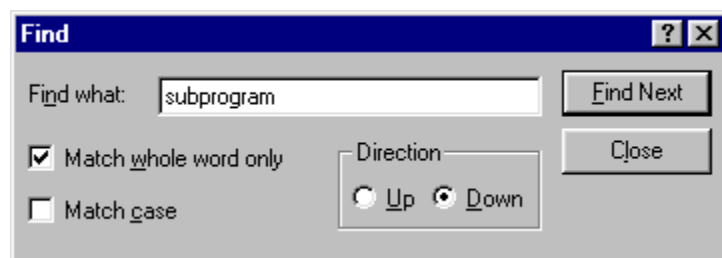 Find
Find what: subprogram Find Next
Match whole word only Direction Close
Match case Up Down